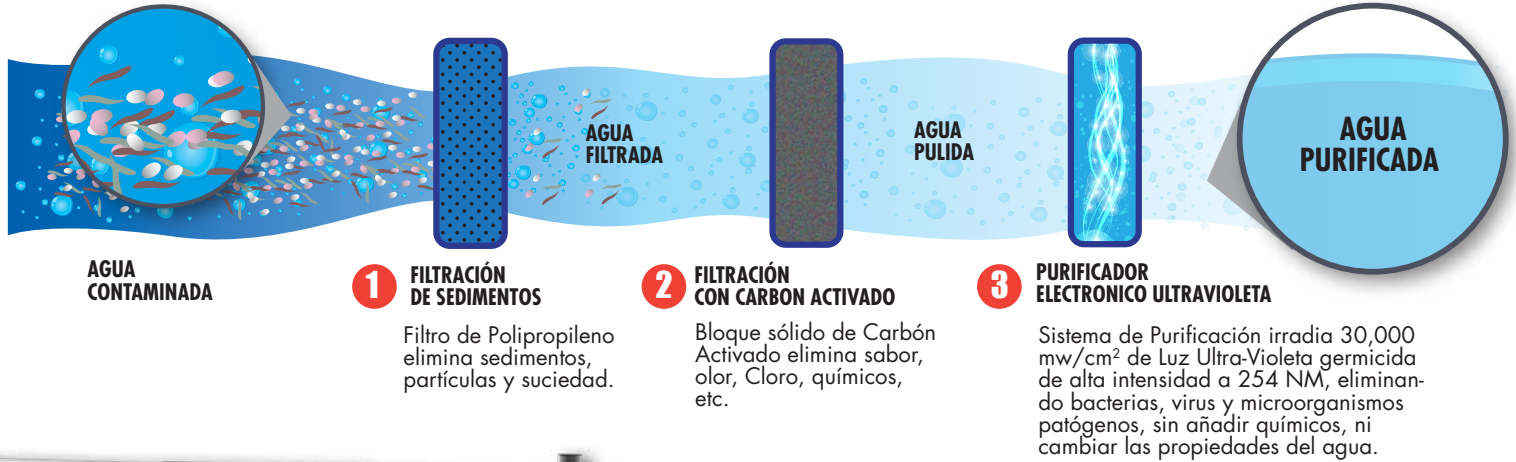 AGUA
FILTRADA
AGUA
PULIDA
AGUA
PURIFICADA
AGUA
CONTAMINADA
1
FILTRACIÓN
DE SEDIMENTOS
Filtro de Polipropileno
elimina sedimentos,
partículas y suciedad.
2
FILTRACIÓN
CON CARBON ACTIVADO
Bloque sólido de Carbón
Activado elimina sabor,
olor, Cloro, químicos,
etc.
3
PURIFICADOR
ELECTRONICO ULTRAVIOLETA
Sistema de Purificación irradia 30,000
mw/cm² de Luz Ultra-Violeta germicida
de alta intensidad a 254 NM, eliminan-
do bacterias, virus y microorganismos
patógenos, sin añadir químicos, ni
cambiar las propiedades del agua.